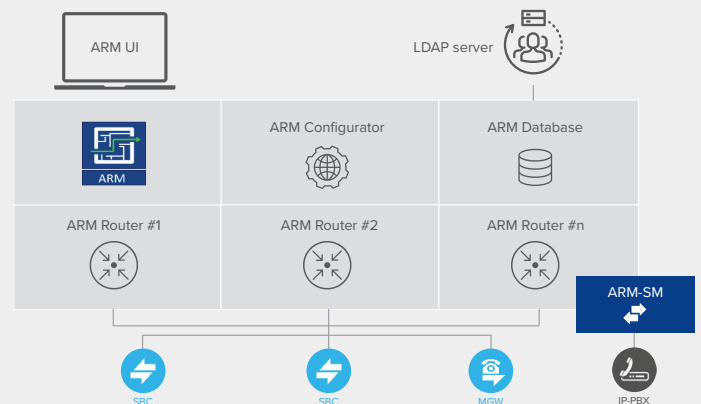 ARM UI
LDAP server
ARM
ARM Configurator
ARM Database
ARM Router #1
ARM Router #2
ARM Router #n
ARM-SM
SBC
SBC
MGW
IP-PBX